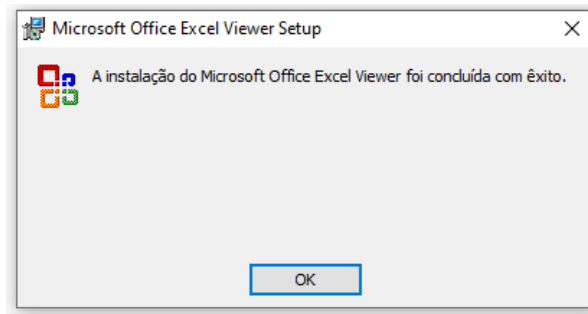 Microsoft Office Excel Viewer Setup
A instalação do Microsoft Office Excel Viewer foi concluída com êxito.
OK